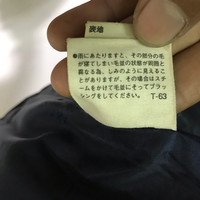 表地
●雨にあたりますと、その部分の毛
が寝てしまい毛並の状態が周囲と
異なる為、しみのように見えること
がありますが、その場合はスチー
ムをかけて毛並にそってブラッ
シングをしてください。 T-63